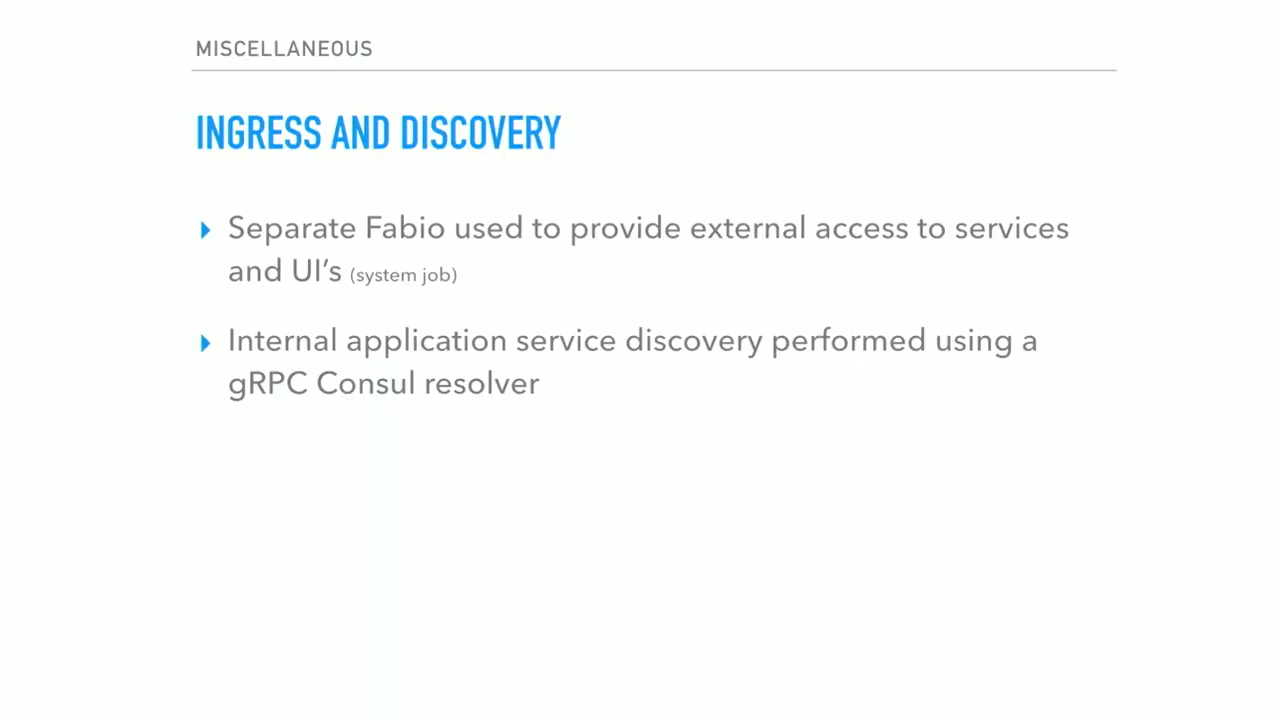 MISCELLANEOUS
INGRESS AND DISCOVERY
Separate Fabio used to provide external access to services
and UI’s (system job)
Internal application service discovery performed using a
gRPC Consul resolver